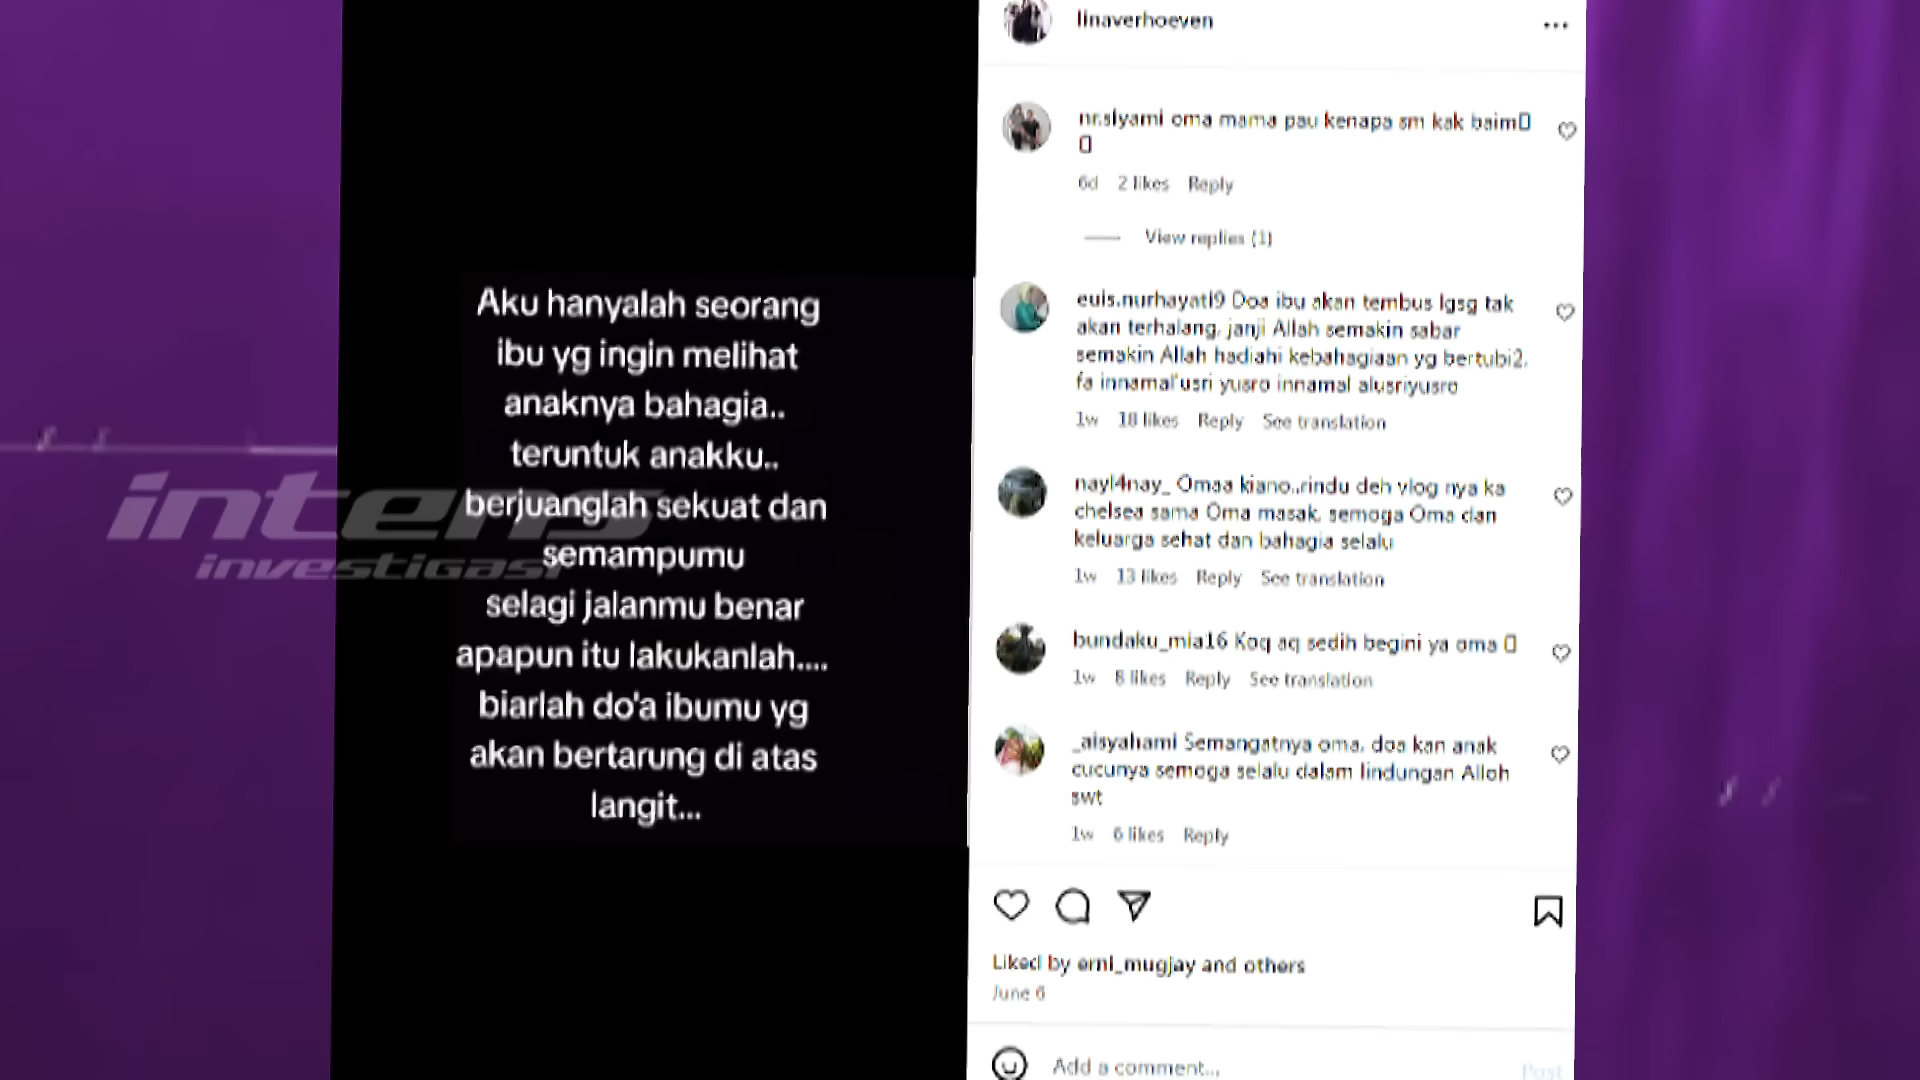 linaverhoeven
nr.slyami oma mama pau kenapa sm kak baim
6d 2 likes Reply
View replies (1)
euis.nurhayati9 Doa ibu akan tembus lgsg tak
akan terhalang, janji Allah semakin sabar
semakin Allah hadiahi kebahagiaan yg bertubi2,
fa innamal'usri yusro innamal alusriyusro
1w 18 likes Reply See translation
nayl4nay_ Omaa kiano..rindu deh vlog nya ka
chelsea sama Oma masak, semoga Oma dan
keluarga sehat dan bahagia selalu
1w 13 likes Reply See translation
bundaku_mia16 Koq aq sedih begini ya oma
1w 8 likes Reply See translation
_aisyahami Semangatnya oma, doa kan anak
cucunya semoga selalu dalam lindungan Alloh
swt
1w 6 likes Reply
Liked by erni_mugjay and others
June 6
Add a comment...
Post
Aku hanyalah seorang
ibu yg ingin melihat
anaknya bahagia..
teruntuk anakku..
berjuanglah sekuat dan
semampumu
selagi jalanmu benar
apapun itu lakukanlah....
biarlah do'a ibumu yg
akan bertarung di atas
langit...
intens
investigasi